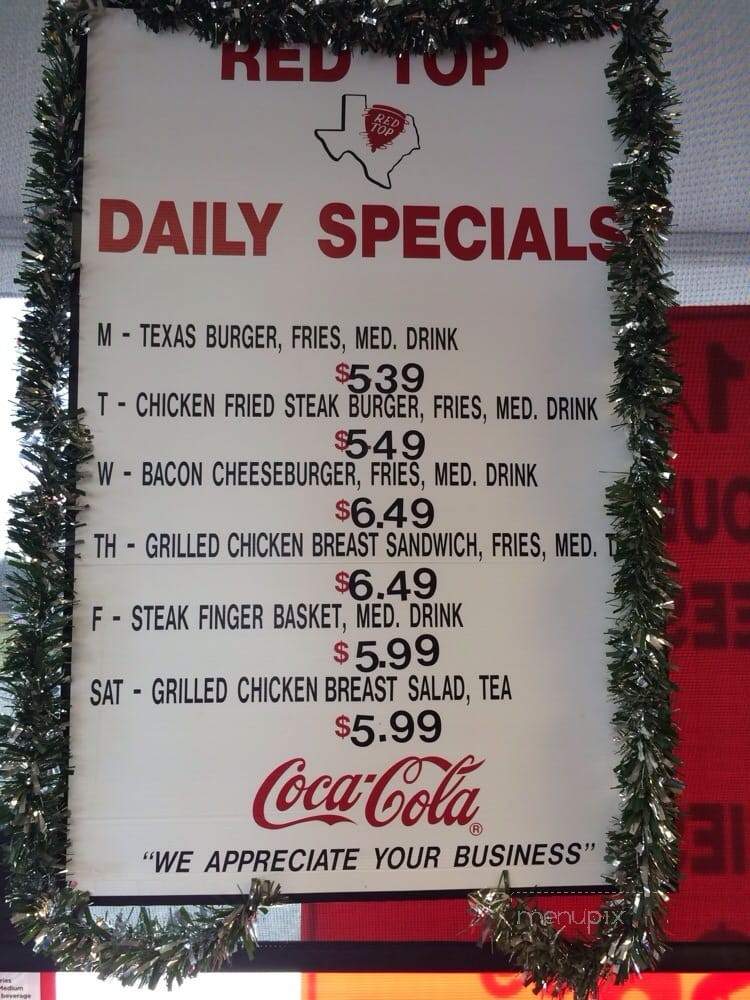 RED TOP
RED
TOP
DAILY SPECIALS
M - TEXAS BURGER, FRIES, MED. DRINK
$539
T - CHICKEN FRIED STEAK BURGER, FRIES, MED. DRINK
$549
W - BACON CHEESEBURGER, FRIES, MED. DRINK
$6.49
TH - GRILLED CHICKEN BREAST SANDWICH, FRIES, MED. T
$6.49
F - STEAK FINGER BASKET, MED. DRINK
$5.99
SAT - GRILLED CHICKEN BREAST SALAD, TEA
$5.99
Coca-Cola®
"WE APPRECIATE YOUR BUSINESS"
menupix
Medium
beverage